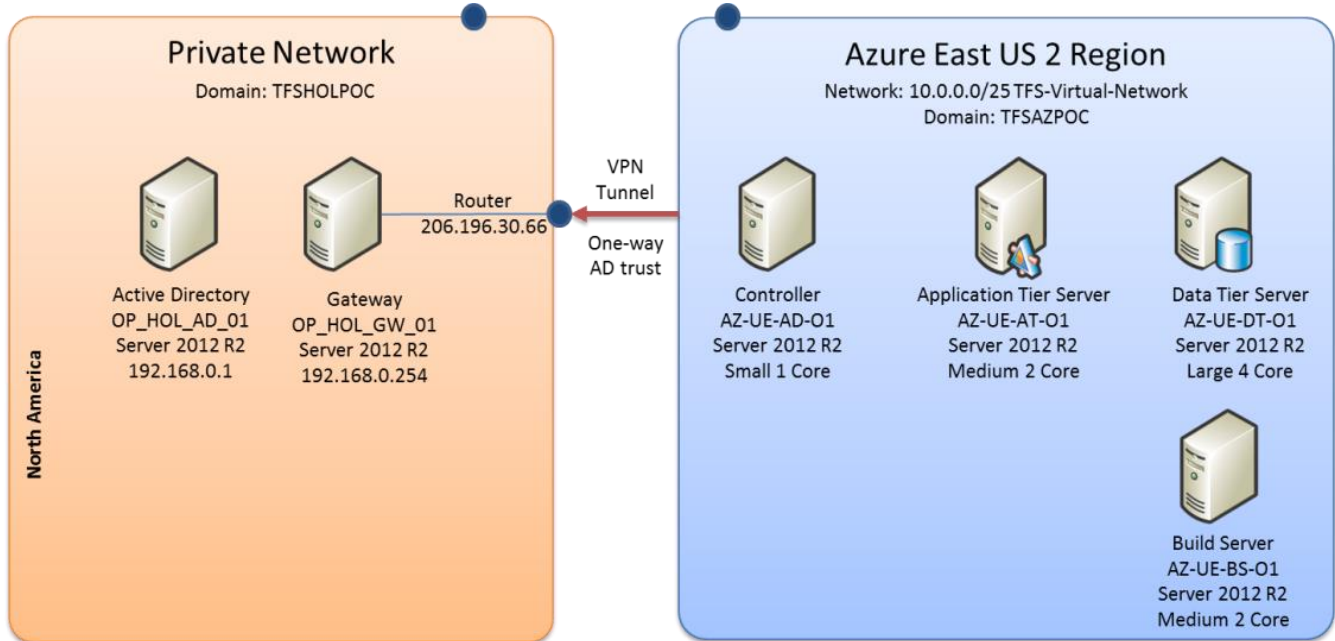 Private Network
Domain: TFSHOLPOC
Active Directory
OP_HOL_AD_01
Server 2012 R2
192.168.0.1
Gateway
OP_HOL_GW_01
Server 2012 R2
192.168.0.254
Router
206.196.30.66
North America
VPN
Tunnel
One-way
AD trust
Azure East US 2 Region
Network: 10.0.0.0/25 TFS-Virtual-Network
Domain: TFSAZPOC
Controller
AZ-UE-AD-O1
Server 2012 R2
Small 1 Core
Application Tier Server
AZ-UE-AT-O1
Server 2012 R2
Medium 2 Core
Data Tier Server
AZ-UE-DT-O1
Server 2012 R2
Large 4 Core
Build Server
AZ-UE-BS-O1
Server 2012 R2
Medium 2 Core